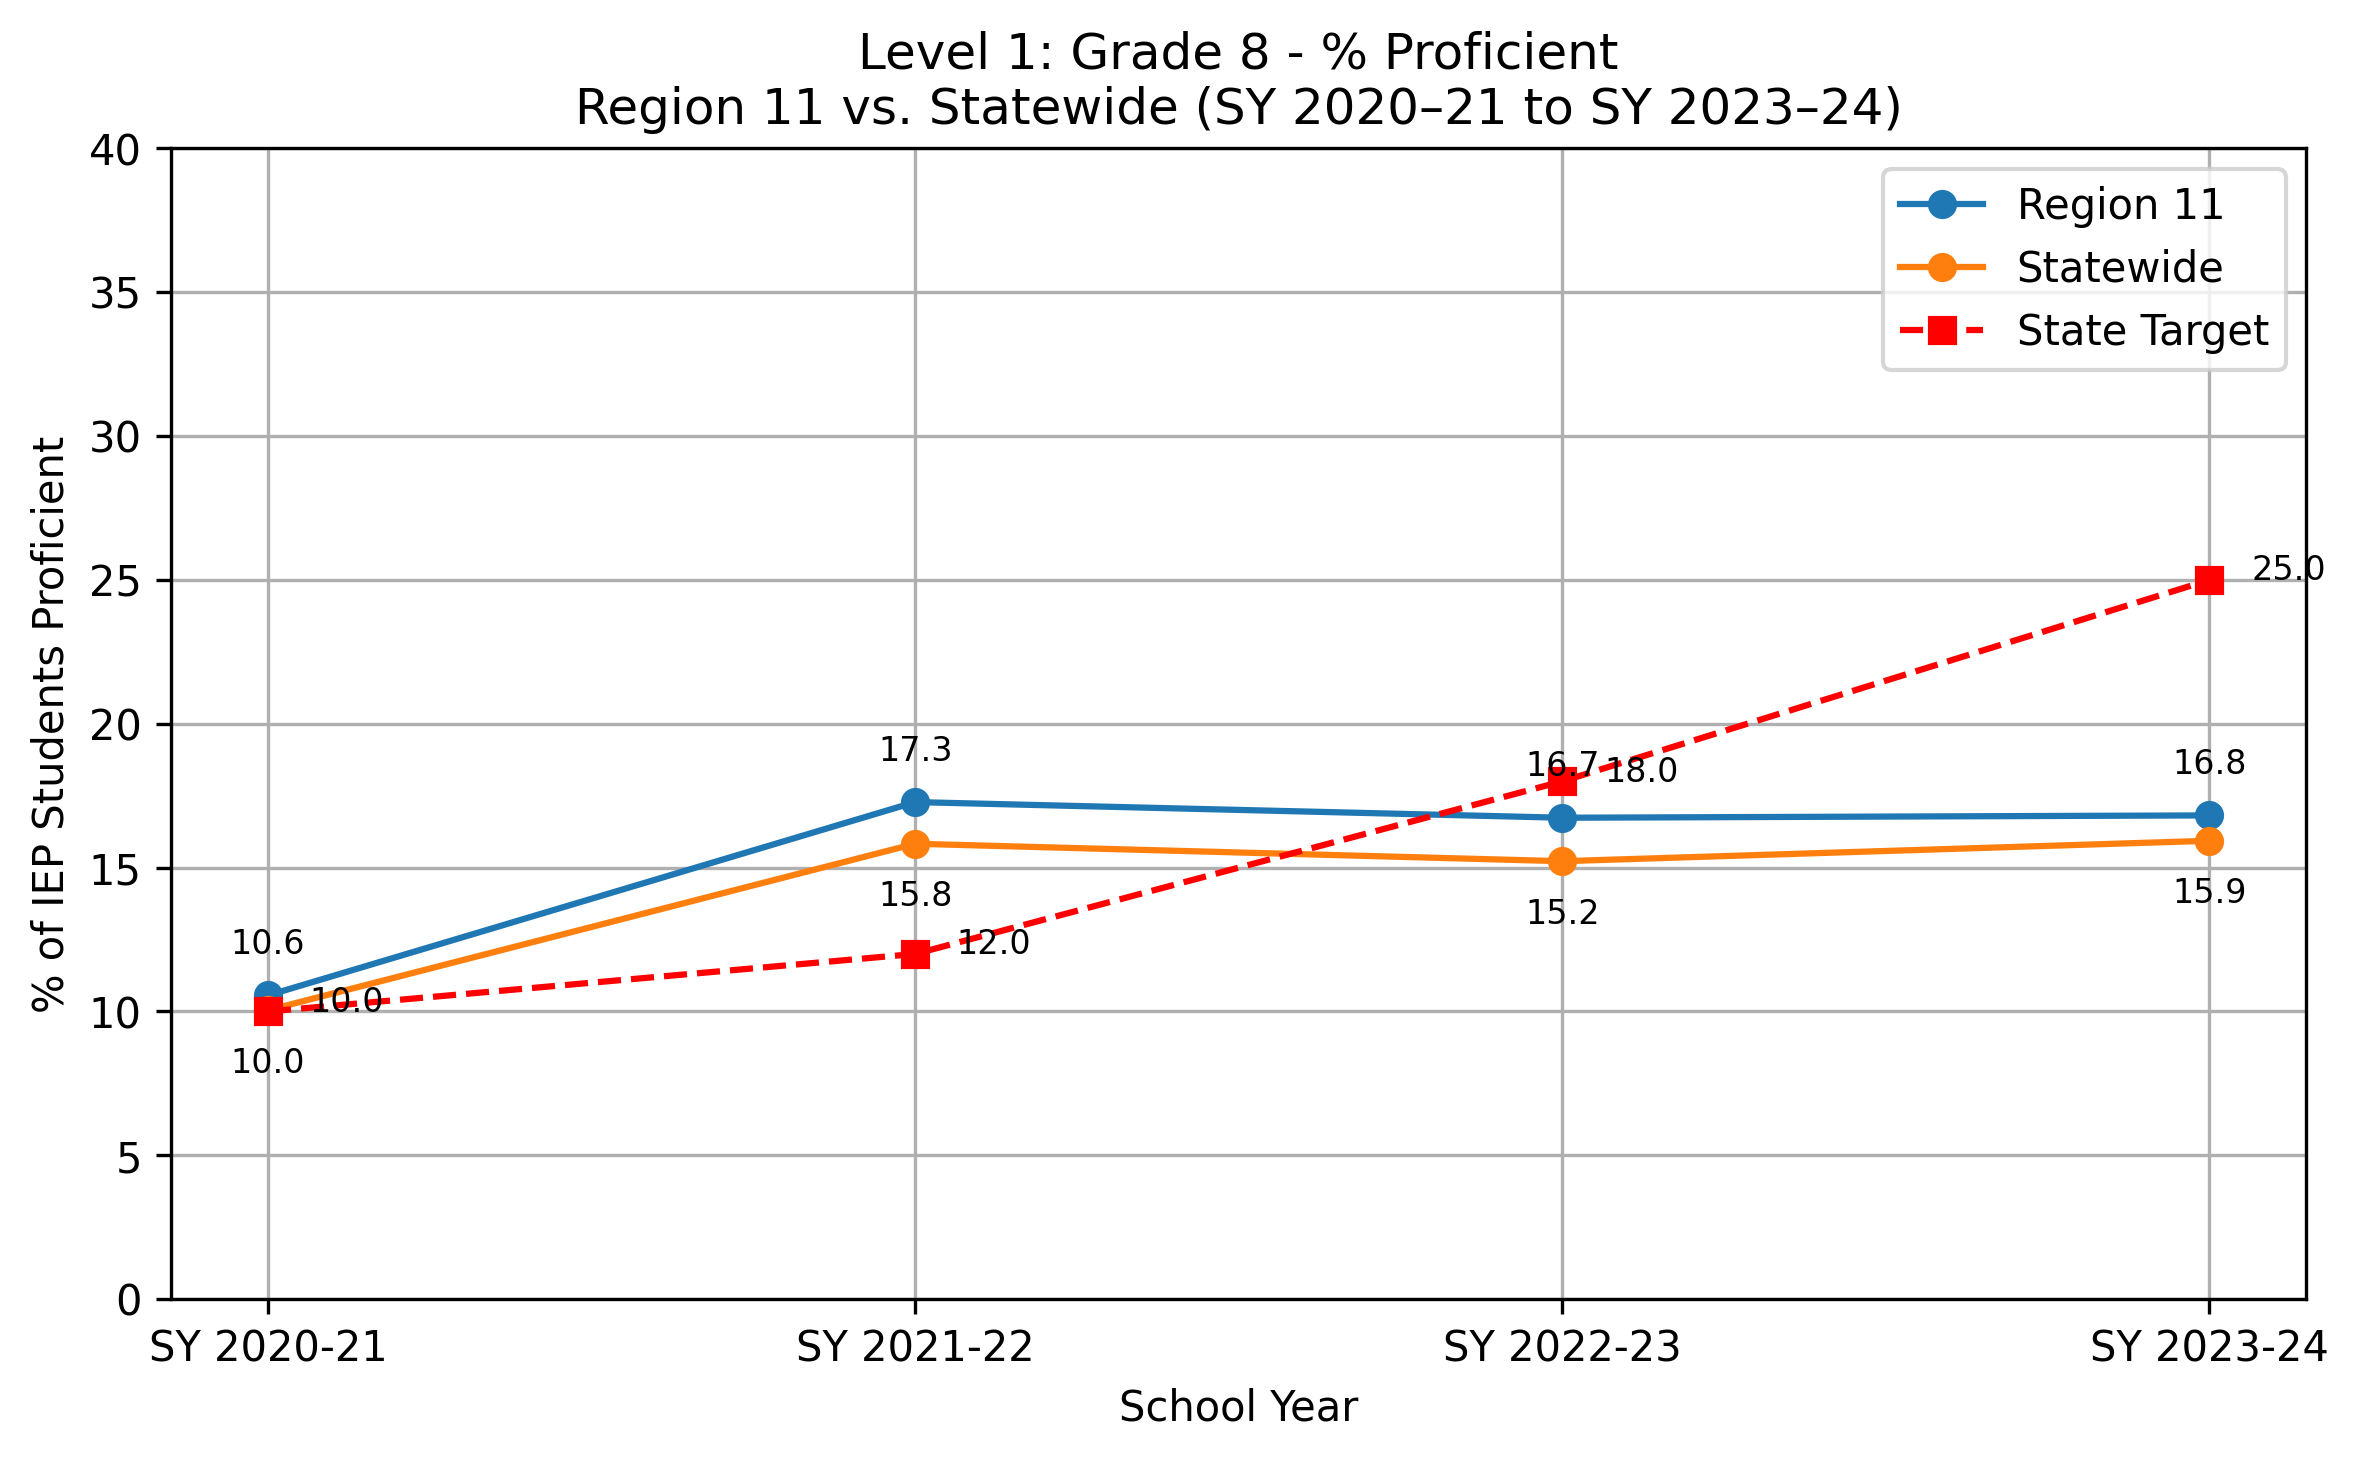 Level 1: Grade 8 - % Proficient
Region 11 vs. Statewide (SY 2020–21 to SY 2023–24)
% of IEP Students Proficient
40
35
30
25
20
15
10
5
0
Region 11
Statewide
State Target
25.0
17.3
16.7
18.0
16.8
15.8
15.2
15.9
12.0
10.6
10.0
10.0
SY 2020-21
SY 2021-22
SY 2022-23
SY 2023-24
School Year